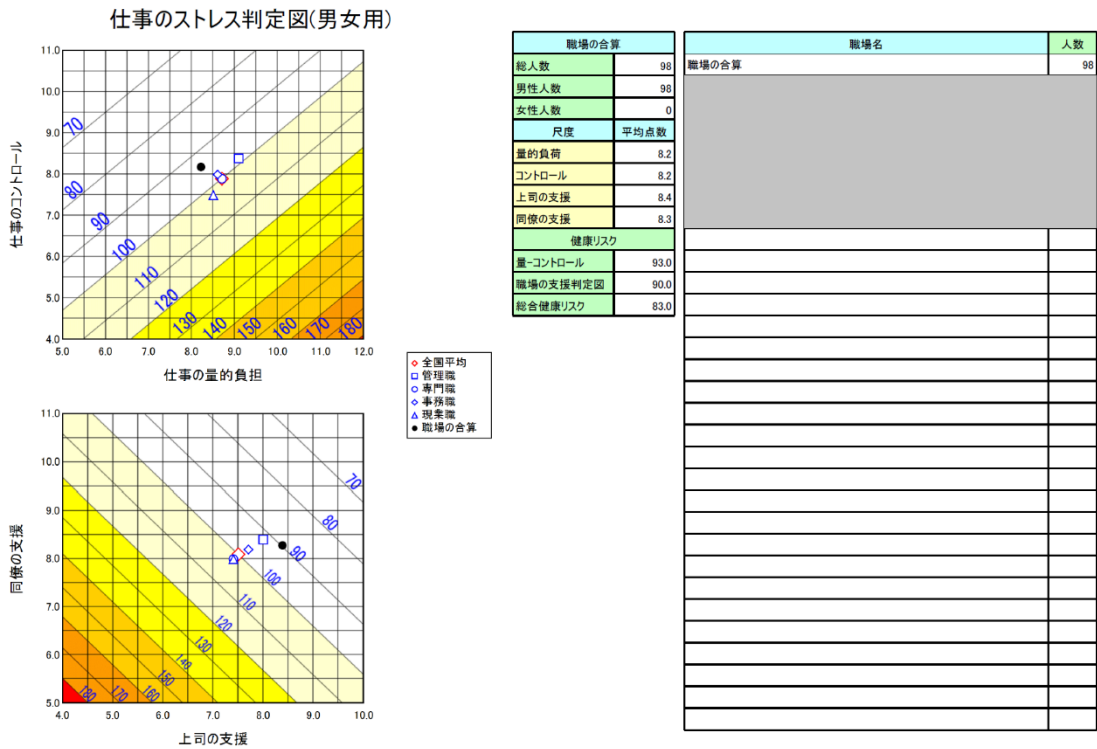 仕事のストレス判定図(男女用)
11.0
10.0
9.0
8.0
7.0
6.0
5.0
4.0
仕事のコントロール
70
80
90
100
110
120
130
140
150
160
170
180
5.0 6.0 7.0 8.0 9.0 10.0 11.0 12.0
仕事の量的負担
全国平均
管理職
専門職
事務職
現業職
職場の合算
11.0
10.0
9.0
8.0
7.0
6.0
5.0
同僚の支援
70
80
90
100
110
120
130
140
150
160
170
180
4.0 5.0 6.0 7.0 8.0 9.0 10.0
上司の支援
職場の合算
総人数 98
男性人数 98
女性人数 0
尺度 平均点数
量的負荷 8.2
コントロール 8.2
上司の支援 8.4
同僚の支援 8.3
健康リスク
量-コントロール 93.0
職場の支援判定図 90.0
総合健康リスク 83.0
職場名 人数
職場の合算 98